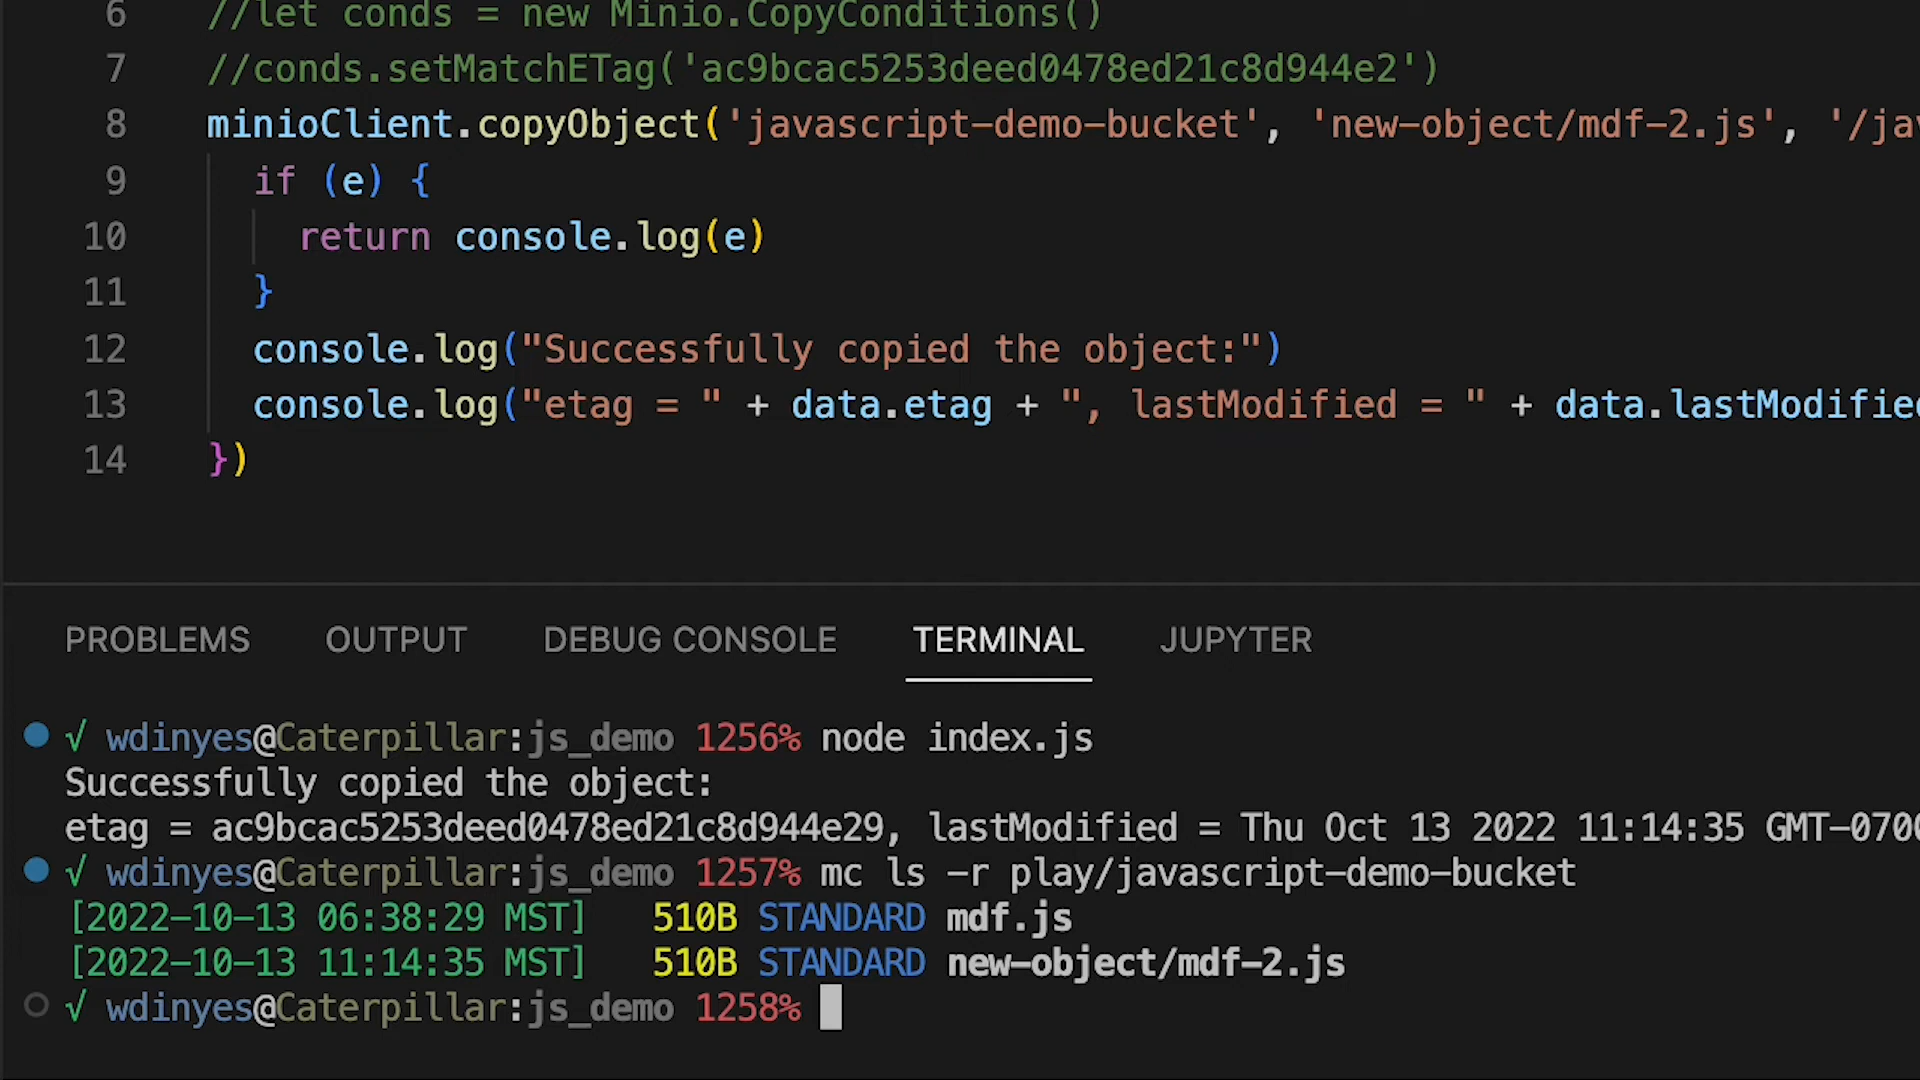 6 //let conds = new Minio.CopyConditions()
7 //conds.setMatchETag('ac9bcac5253deed0478ed21c8d944e2')
8 minioClient.copyObject('javascript-demo-bucket', 'new-object/mdf-2.js', '/ja
9 if (e) {
10 return console.log(e)
11 }
12 console.log("Successfully copied the object:")
13 console.log("etag = " + data.etag + ", lastModified = " + data.lastModified
14 })
PROBLEMS OUTPUT DEBUG CONSOLE TERMINAL JUPYTER
√ wdinyes@Caterpillar:js_demo 1256% node index.js
Successfully copied the object:
etag = ac9bcac5253deed0478ed21c8d944e29, lastModified = Thu Oct 13 2022 11:14:35 GMT-0700
√ wdinyes@Caterpillar:js_demo 1257% mc ls -r play/javascript-demo-bucket
[2022-10-13 06:38:29 MST] 510B STANDARD mdf.js
[2022-10-13 11:14:35 MST] 510B STANDARD new-object/mdf-2.js
√ wdinyes@Caterpillar:js_demo 1258%